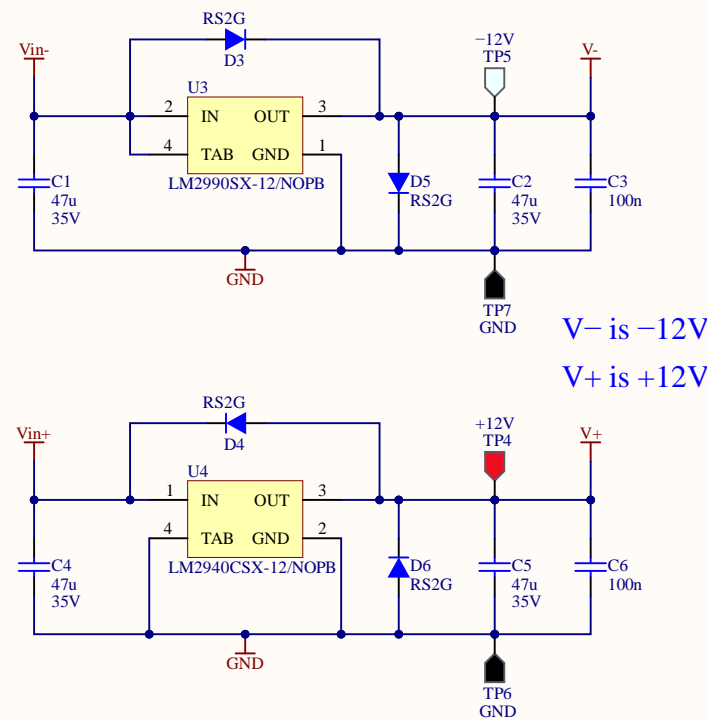 RS2G
D3
Vin-
−12V
TP5
V-
U3
2
IN
OUT
3
4
TAB
GND
1
LM2990SX-12/NOPB
C1
47u
35V
D5
RS2G
C2
47u
35V
C3
100n
GND
TP7
GND
V− is −12V
V+ is +12V
RS2G
D4
Vin+
+12V
TP4
V+
U4
1
IN
OUT
3
4
TAB
GND
2
LM2940CSX-12/NOPB
C4
47u
35V
D6
RS2G
C5
47u
35V
C6
100n
GND
TP6
GND